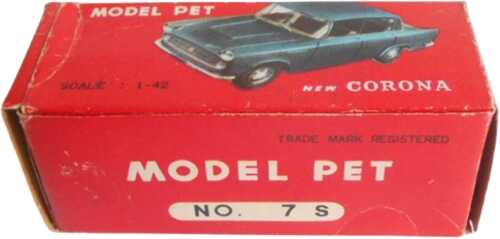 MODEL PET
SCALE : 1-42
NEW CORONA
TRADE MARK REGISTERED
MODEL PET
NO. 7 S